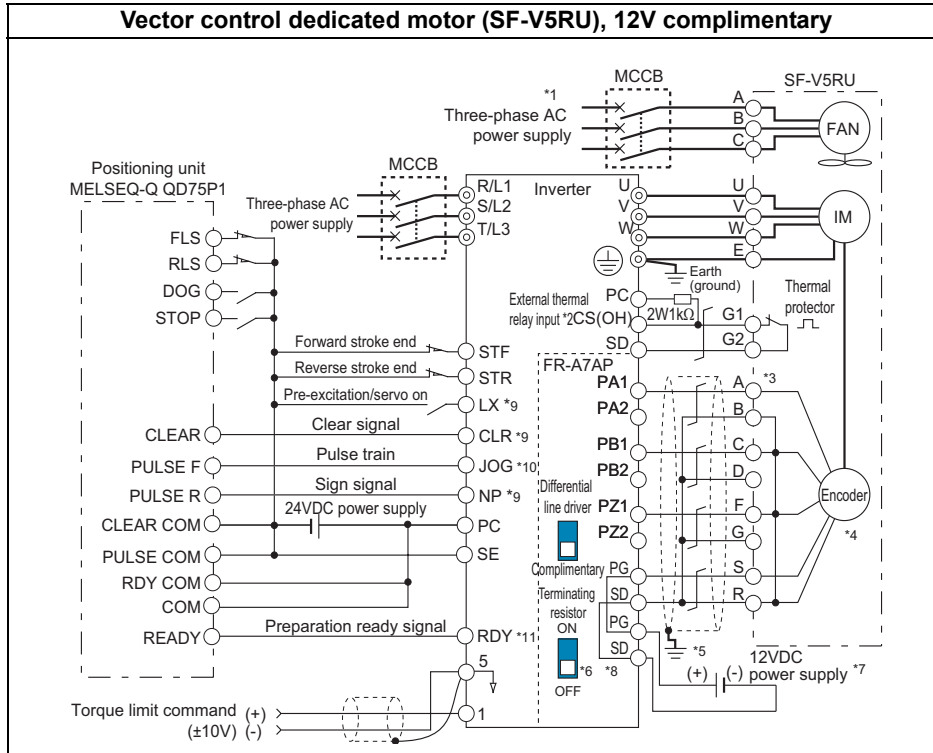 Vector control dedicated motor (SF-V5RU), 12V complimentary
MCCB
SF-V5RU
*1
Three-phase AC
power supply
A
B
C
FAN
Positioning unit
MELSEQ-Q QD75P1
MCCB
Three-phase AC
power supply
R/L1
S/L2
T/L3
Inverter
U
V
W
U
V
W
E
IM
Earth
(ground)
FLS
RLS
DOG
STOP
External thermal
relay input *2
PC
CS(OH)
SD
2W1kΩ
G1
G2
Thermal
protector
Forward stroke end
STF
Reverse stroke end
STR
Pre-excitation/servo on
LX *9
CLEAR
Clear signal
CLR *9
PULSE F
Pulse train
JOG *10
PULSE R
Sign signal
NP *9
CLEAR COM
24VDC power supply
PC
PULSE COM
SE
RDY COM
COM
READY
Preparation ready signal
RDY *11
5
1
Torque limit command (+)
(±10V) (-)
FR-A7AP
PA1
PA2
PB1
PB2
PZ1
PZ2
PG
SD
PG
SD
Differential
line driver
Complimentary
Terminating
resistor
ON
*6
OFF
*8
A
*3
B
C
D
F
G
S
R
Encoder
*4
*5
12VDC
power supply *7
(+)
(-)